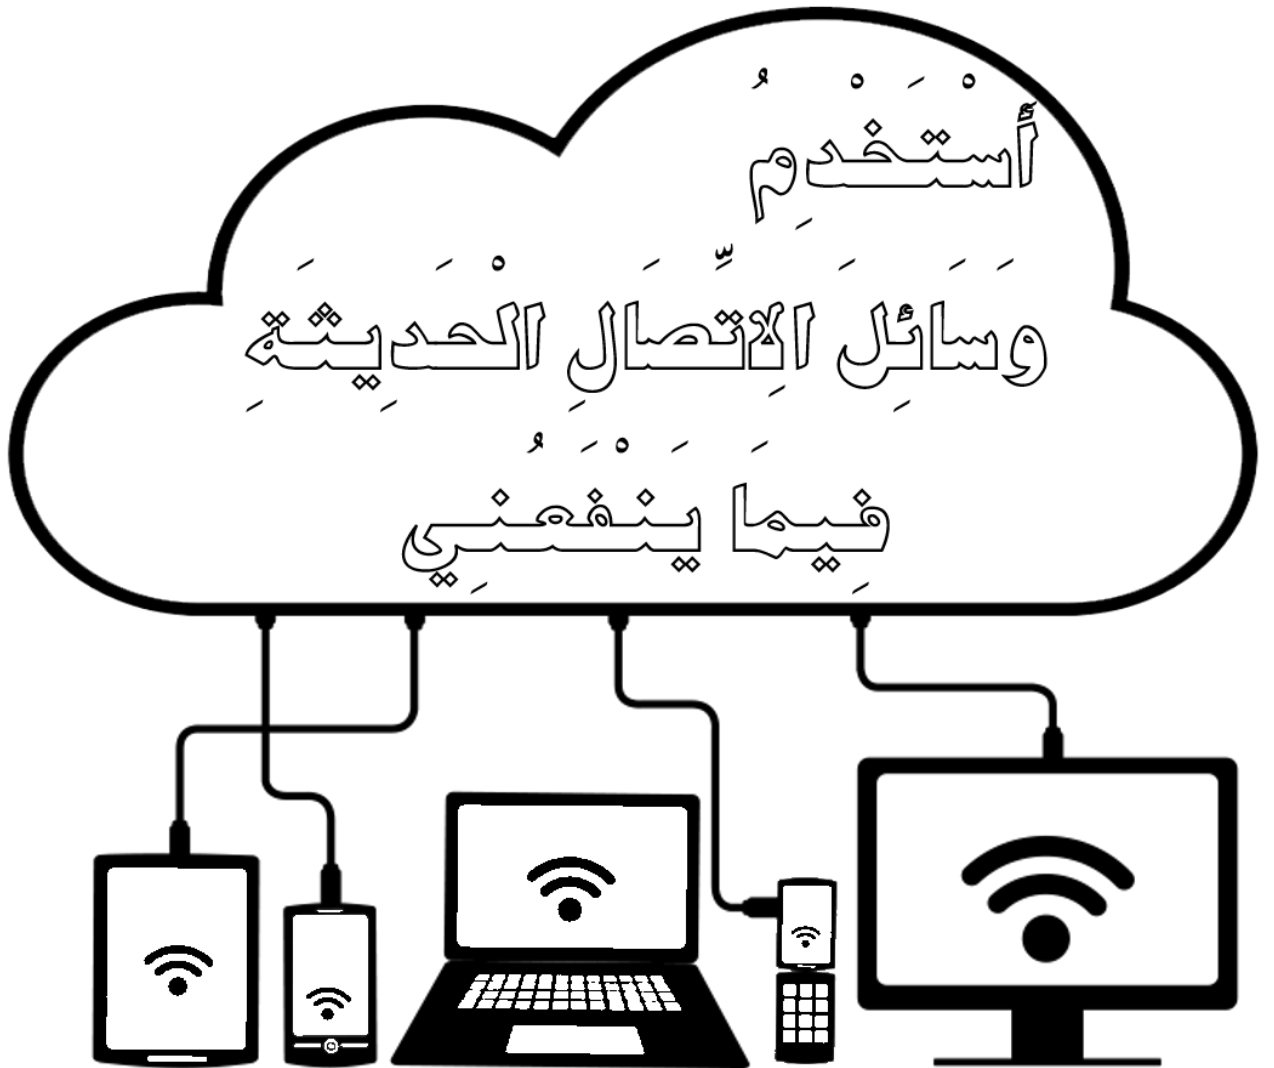 أَسْتَخْدِمُ
وَسَائِلَ الِاتِّصَالِ الْحَدِيثَةِ
فِيمَا يَنْفَعُنِي